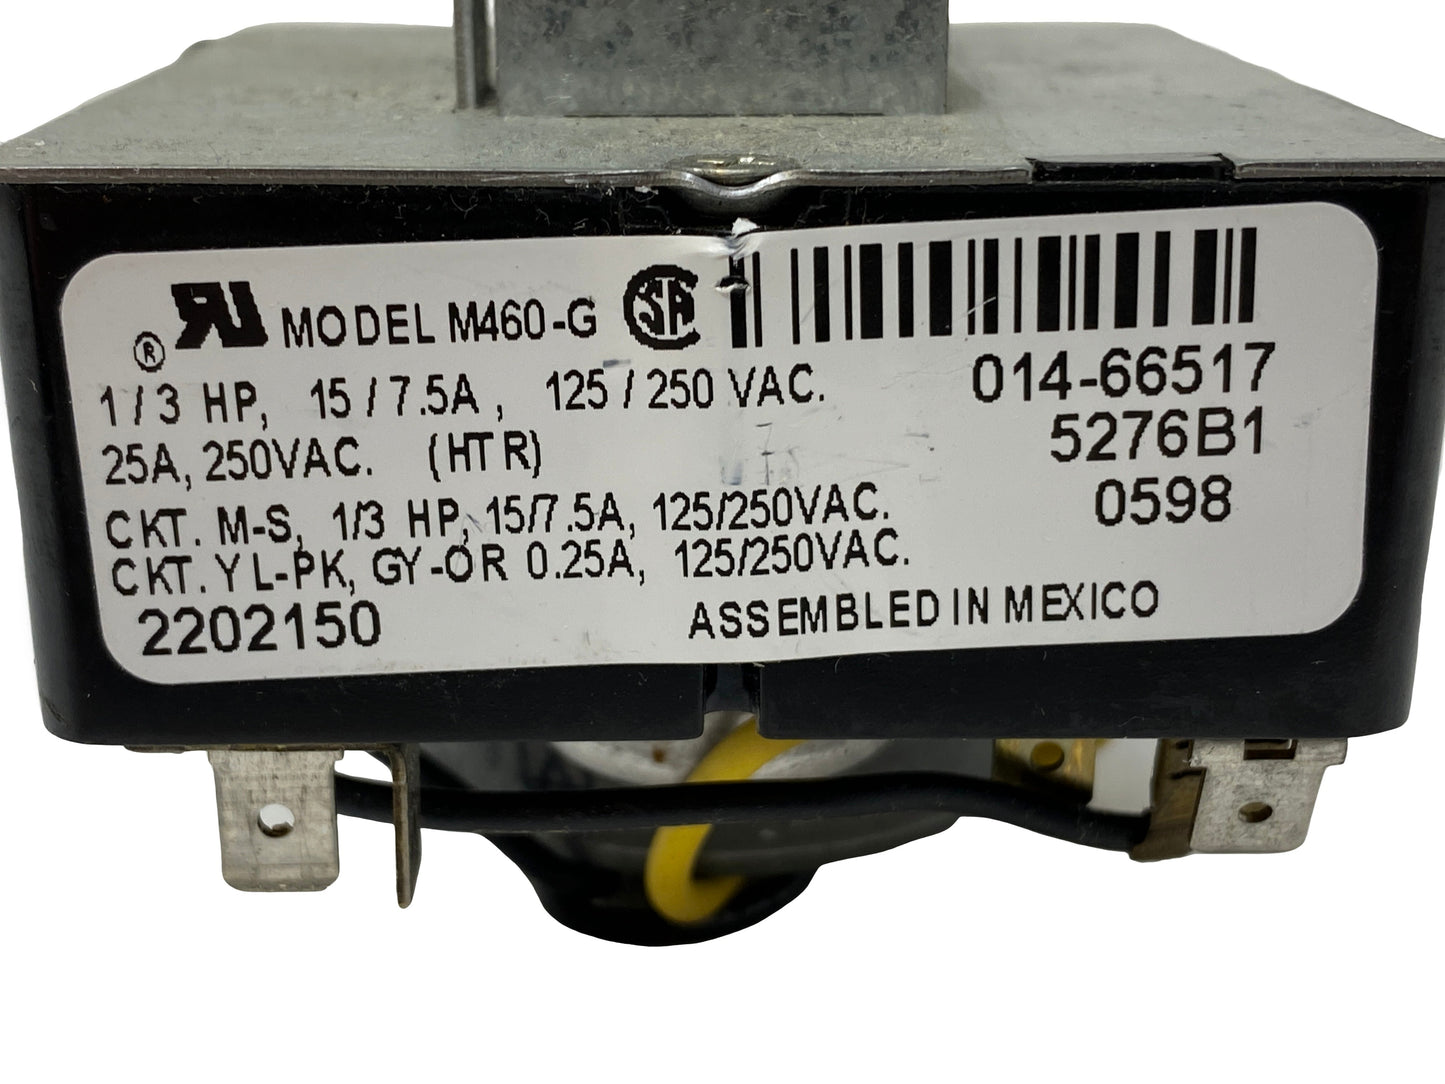 ® RU MODEL M460-G CSA
1/3 HP, 15/7.5A, 125/250 VAC.
25A, 250VAC. (HTR)
CKT. M-S, 1/3 HP, 15/7.5A, 125/250VAC.
CKT. YL-PK, GY-OR 0.25A, 125/250VAC.
2202150
014-66517
5276B1
0598
ASSEMBLED IN MEXICO